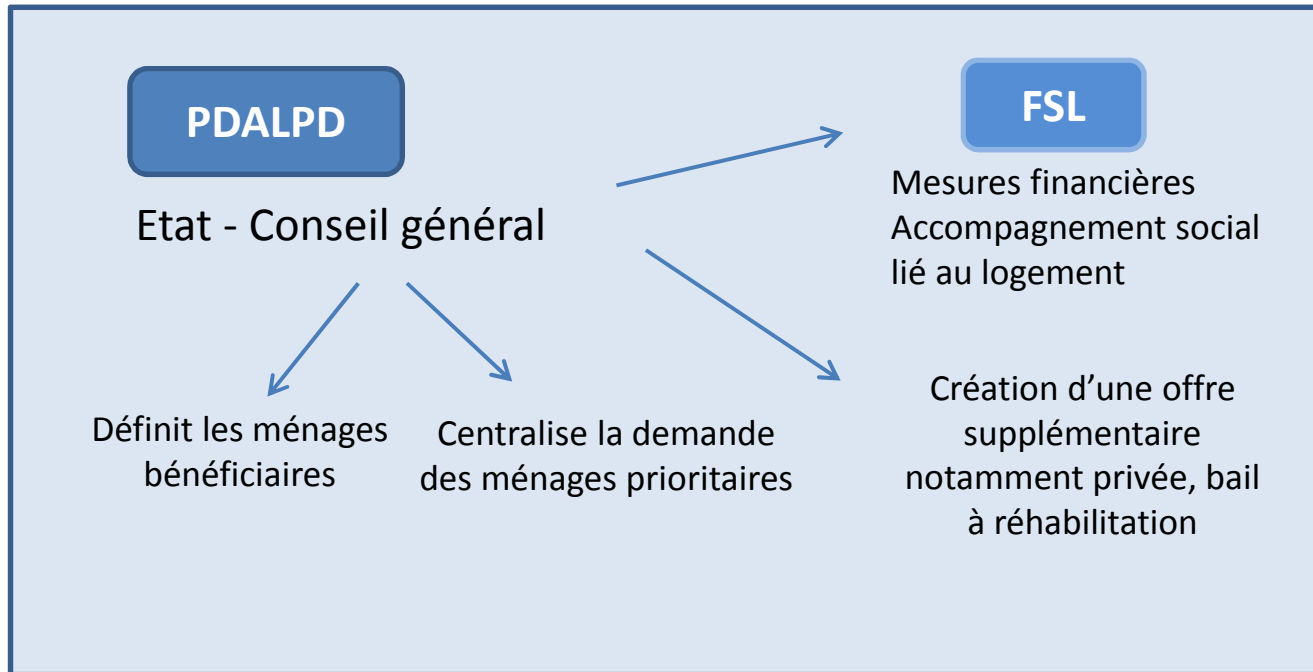 PDALPD
Etat - Conseil général
FSL
Mesures financières
Accompagnement social
lié au logement
Définit les ménages
bénéficiaires
Centralise la demande
des ménages prioritaires
Création d’une offre
supplémentaire
notamment privée, bail
à réhabilitation